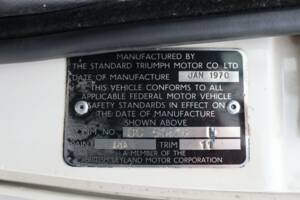 MANUFACTURED BY
THE STANDARD TRIUMPH MOTOR CO. LTD
DATE OF MANUFACTURE JAN 1970
THIS VEHICLE CONFORMS TO ALL
APPLICABLE FEDERAL MOTOR VEHICLE
SAFETY STANDARDS IN EFFECT ON
THE DATE OF MANUFACTURE
SHOWN ABOVE
TRIM 11
A MEMBER OF THE
BRITISH LEYLAND MOTOR CORPORATION